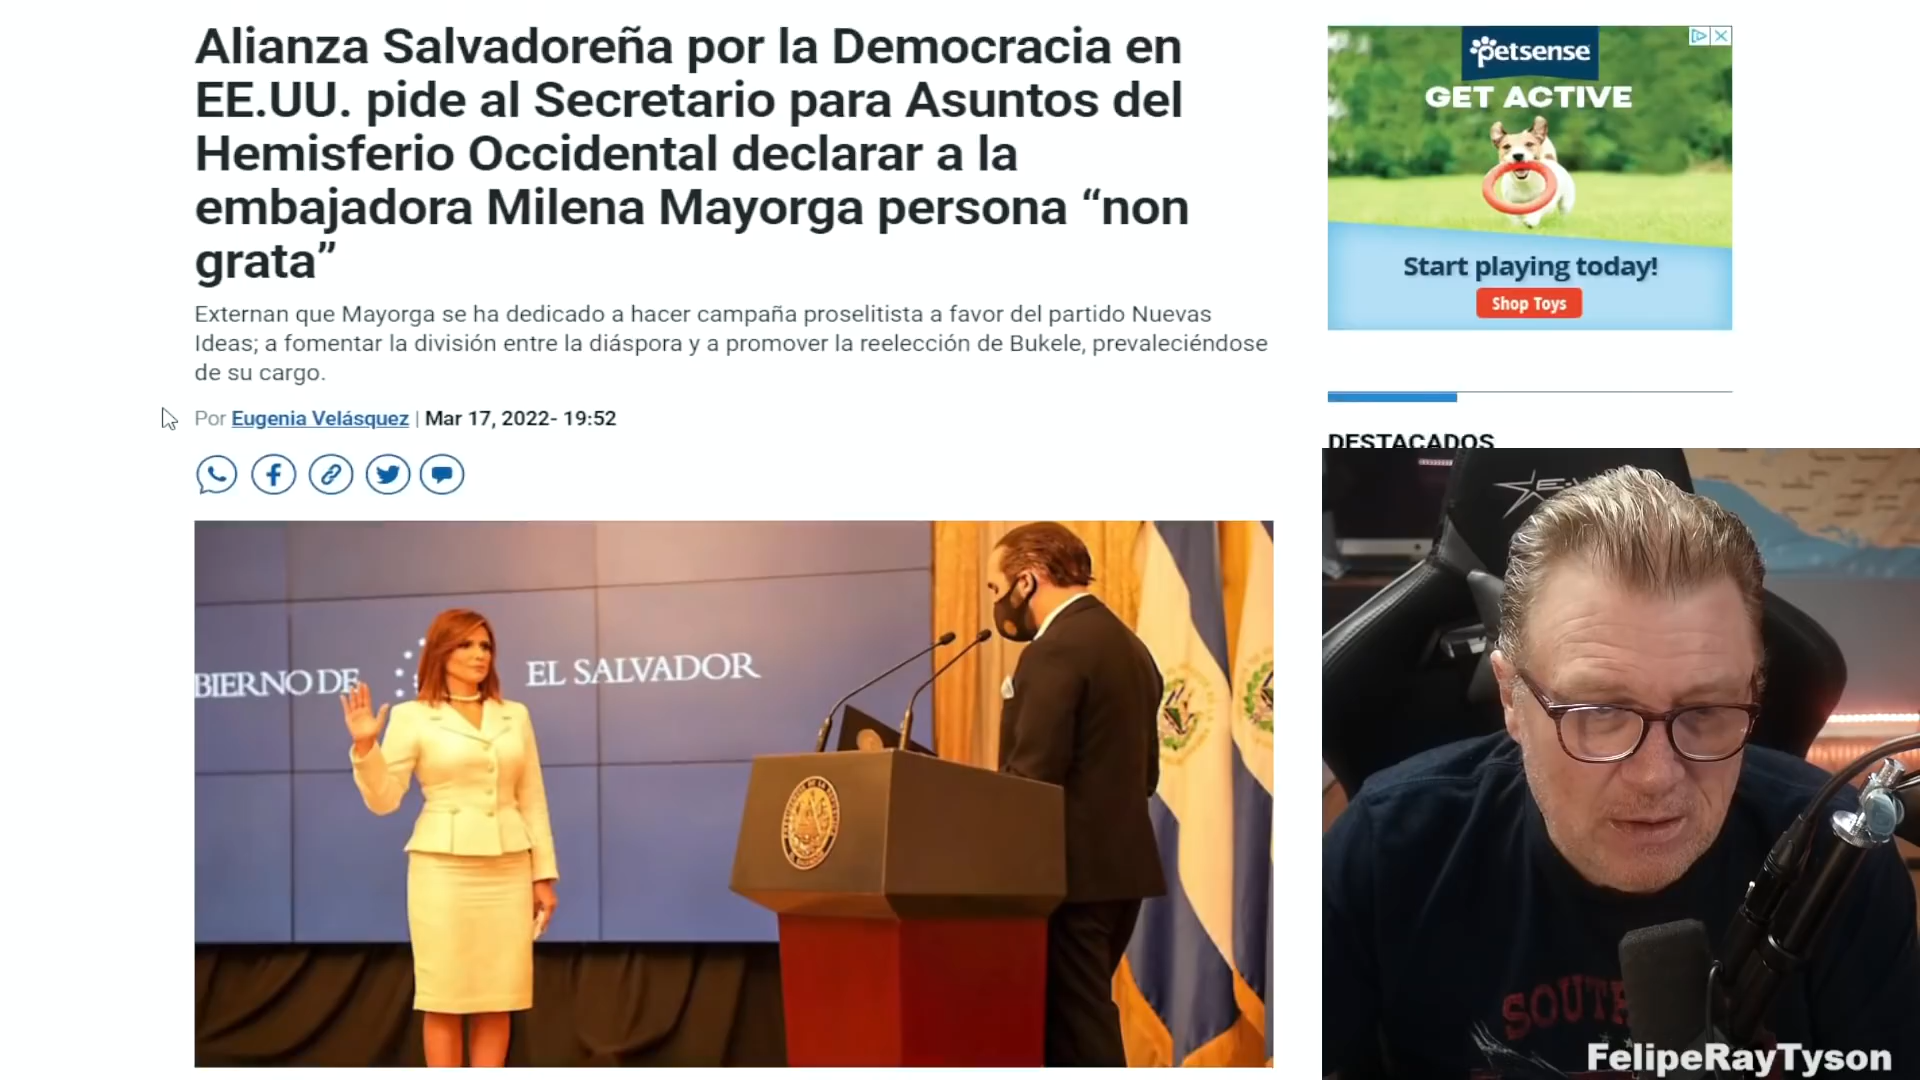 Alianza Salvadoreña por la Democracia en
EE.UU. pide al Secretario para Asuntos del
Hemisferio Occidental declarar a la
embajadora Milena Mayorga persona “non
grata”
Externan que Mayorga se ha dedicado a hacer campaña proselitista a favor del partido Nuevas
Ideas; a fomentar la división entre la diáspora y a promover la reelección de Bukele, prevaleciéndose
de su cargo.
Por Eugenia Velásquez | Mar 17, 2022- 19:52
BIERNO DE
EL SALVADOR
petsense
GET ACTIVE
Start playing today!
Shop Toys
DESTACADOS
SOUTH
FelipeRayTyson